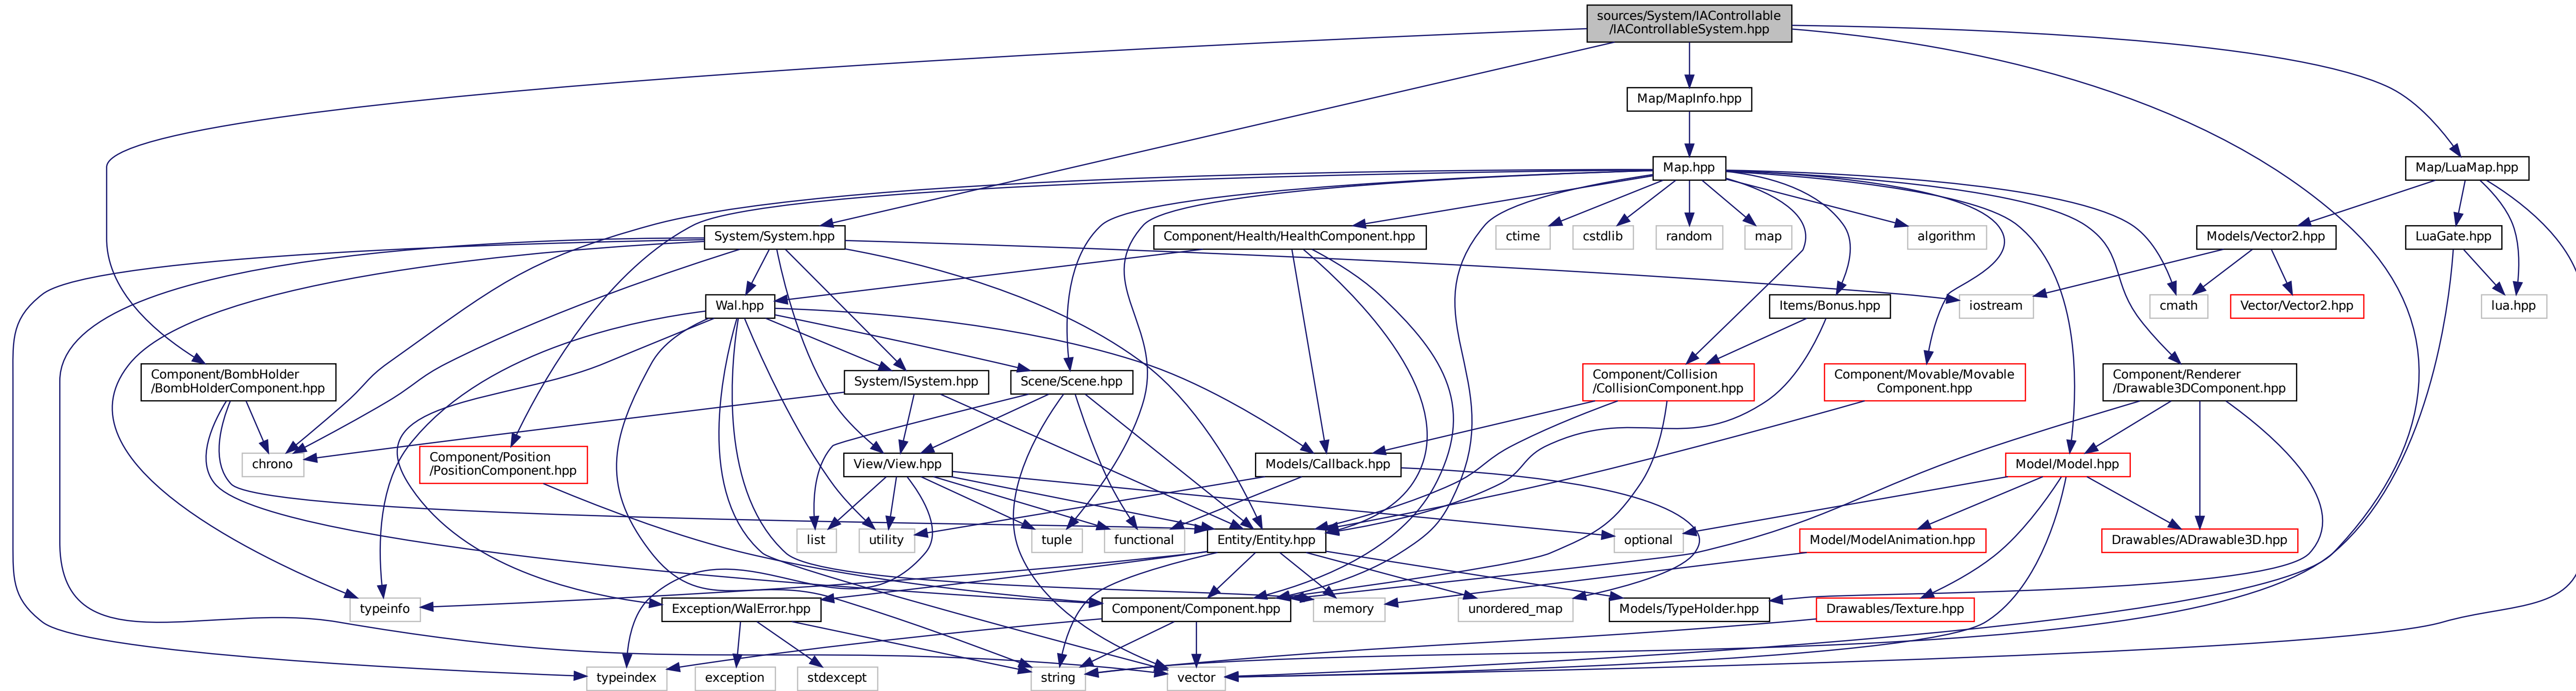 sources/System/IAControllable
/IAControllableSystem.hpp
Map/MapInfo.hpp
Map.hpp
Map/LuaMap.hpp
System/System.hpp
Component/Health/HealthComponent.hpp
ctime
cstdlib
random
map
algorithm
Models/Vector2.hpp
LuaGate.hpp
Wal.hpp
Items/Bonus.hpp
iostream
cmath
Vector/Vector2.hpp
lua.hpp
Component/BombHolder
/BombHolderComponent.hpp
System/ISystem.hpp
Scene/Scene.hpp
Component/Collision
/CollisionComponent.hpp
Component/Movable/Movable
Component.hpp
Component/Renderer
/Drawable3DComponent.hpp
chrono
Component/Position
/PositionComponent.hpp
View/View.hpp
Models/Callback.hpp
Model/Model.hpp
list
utility
tuple
functional
Entity/Entity.hpp
optional
Model/ModelAnimation.hpp
Drawables/ADrawable3D.hpp
typeinfo
Exception/WalError.hpp
Component/Component.hpp
memory
unordered_map
Models/TypeHolder.hpp
Drawables/Texture.hpp
typeindex
exception
stdexcept
string
vector